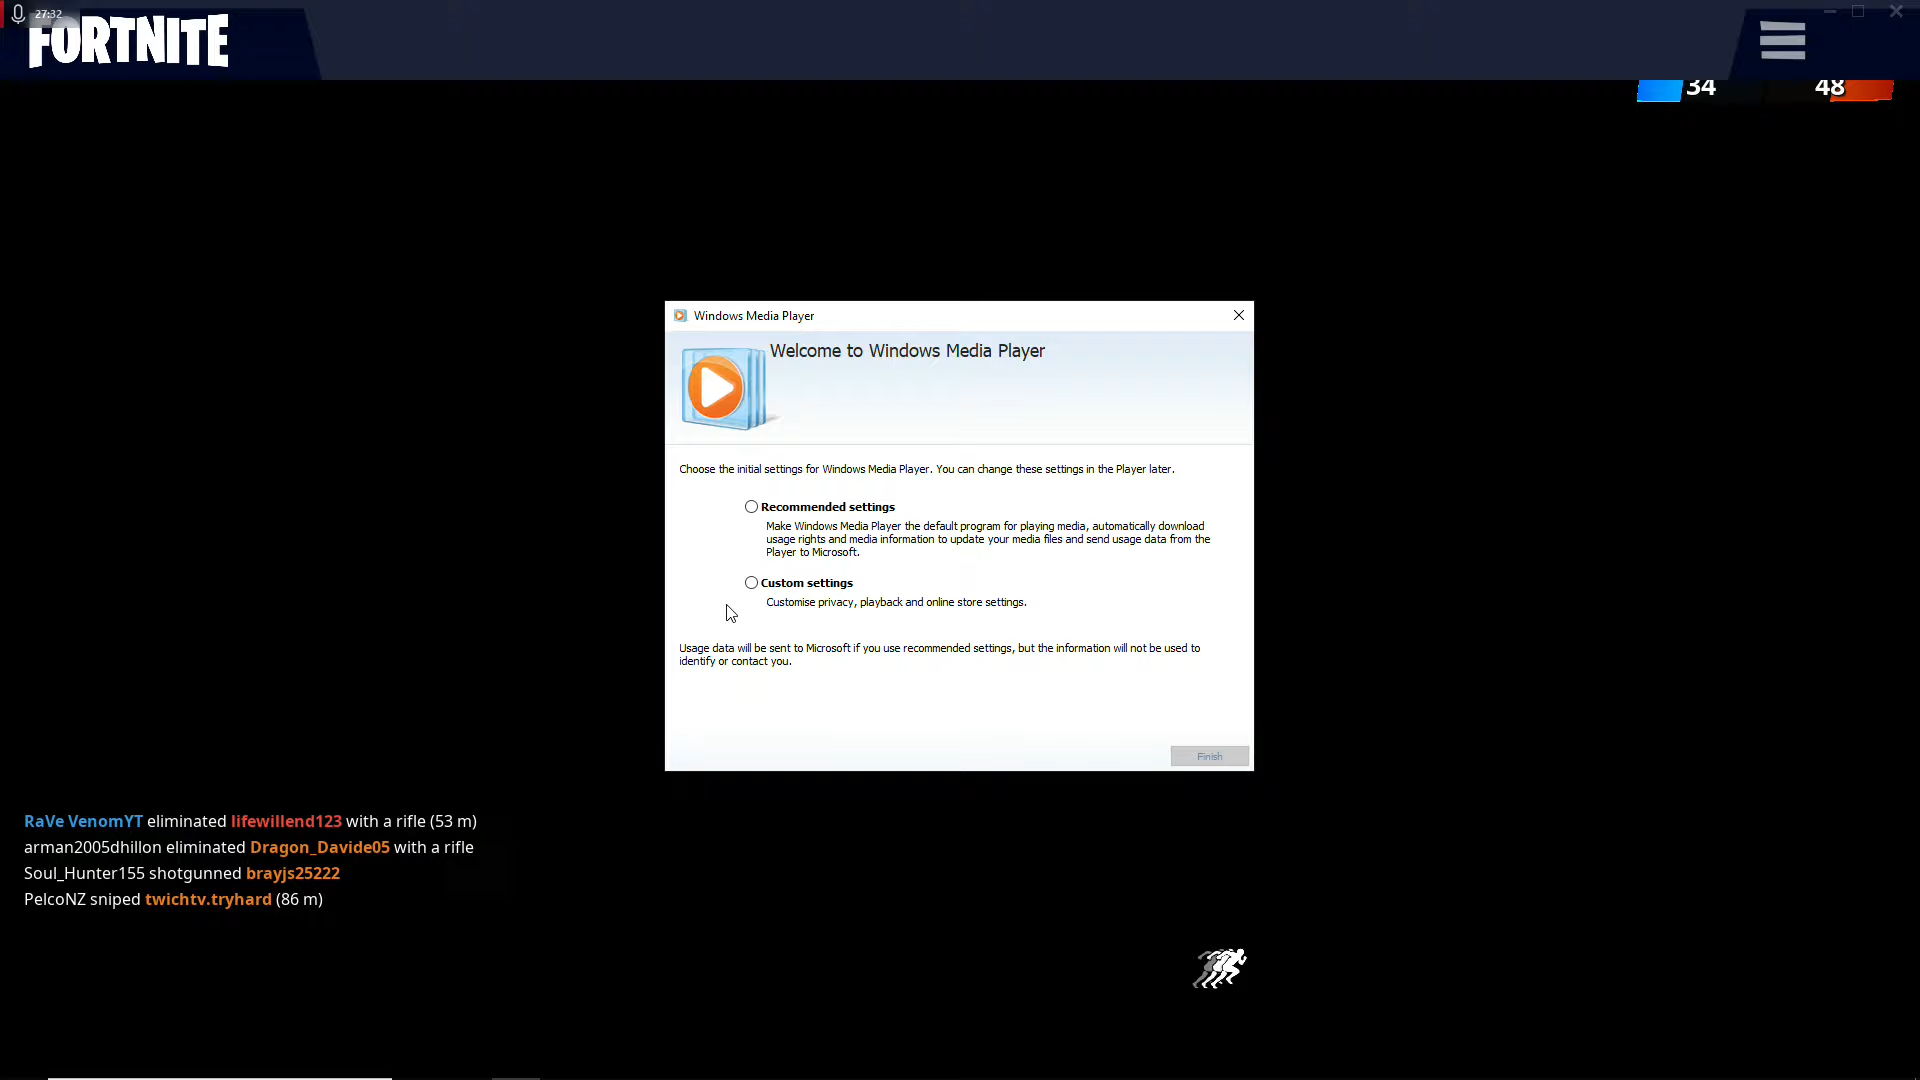 27:32
FORTNITE
34 48
Windows Media Player
Welcome to Windows Media Player
Choose the initial settings for Windows Media Player. You can change these settings in the Player later.
Recommended settings
Make Windows Media Player the default program for playing media, automatically download
usage rights and media information to update your media files and send usage data from the
Player to Microsoft.
Custom settings
Customise privacy, playback and online store settings.
Usage data will be sent to Microsoft if you use recommended settings, but the information will not be used to
identify or contact you.
Finish
RaVe VenomYT eliminated lifewillend123 with a rifle (53 m)
arman2005dhillon eliminated Dragon_Davide05 with a rifle
Soul_Hunter155 shotgunned brayjs25222
PelcoNZ sniped twichtv.tryhard (86 m)